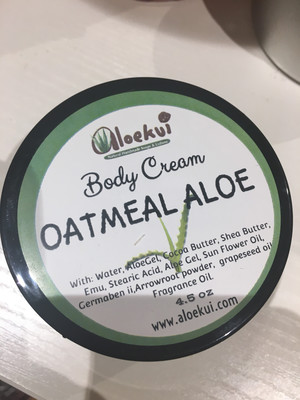 Aloekui
Body Cream
OATMEAL ALOE
With: Water, AloeGel, Cocoa Butter, Shea Butter,
Emu, Stearic Acid, Aloe Gel, Sun Flower Oil,
Germaben ii,Arrowroot powder, grapeseed oil
Fragrance Oil.
4.5 oz
www.aloekui.com